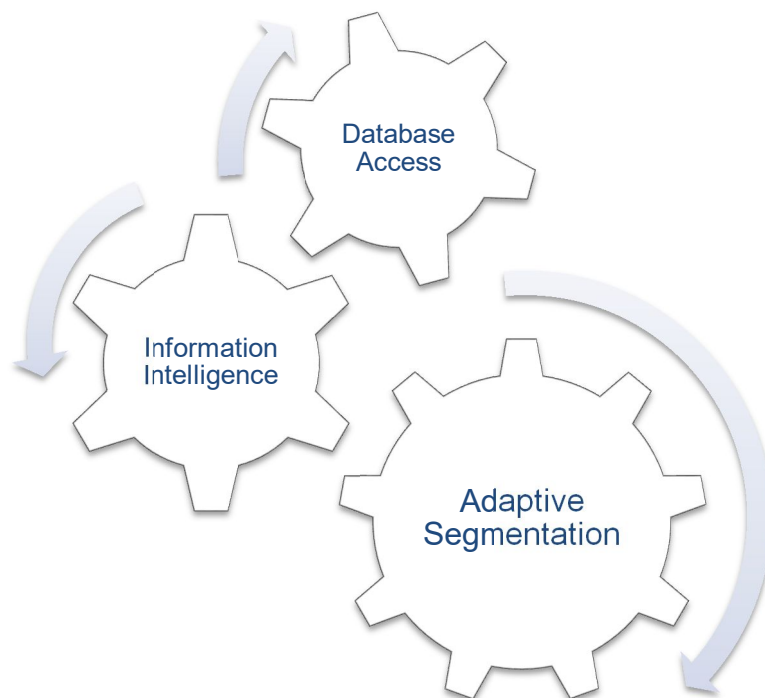 Database
Access
Information
Intelligence
Adaptive
Segmentation